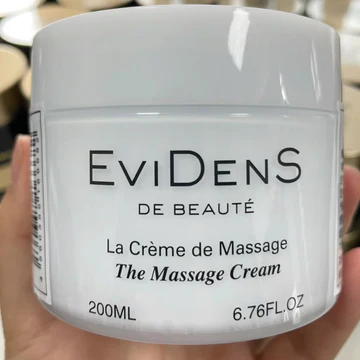 EVIDENS
DE BEAUTÉ
La Crème de Massage
The Massage Cream
200ML 6.76FL.OZ